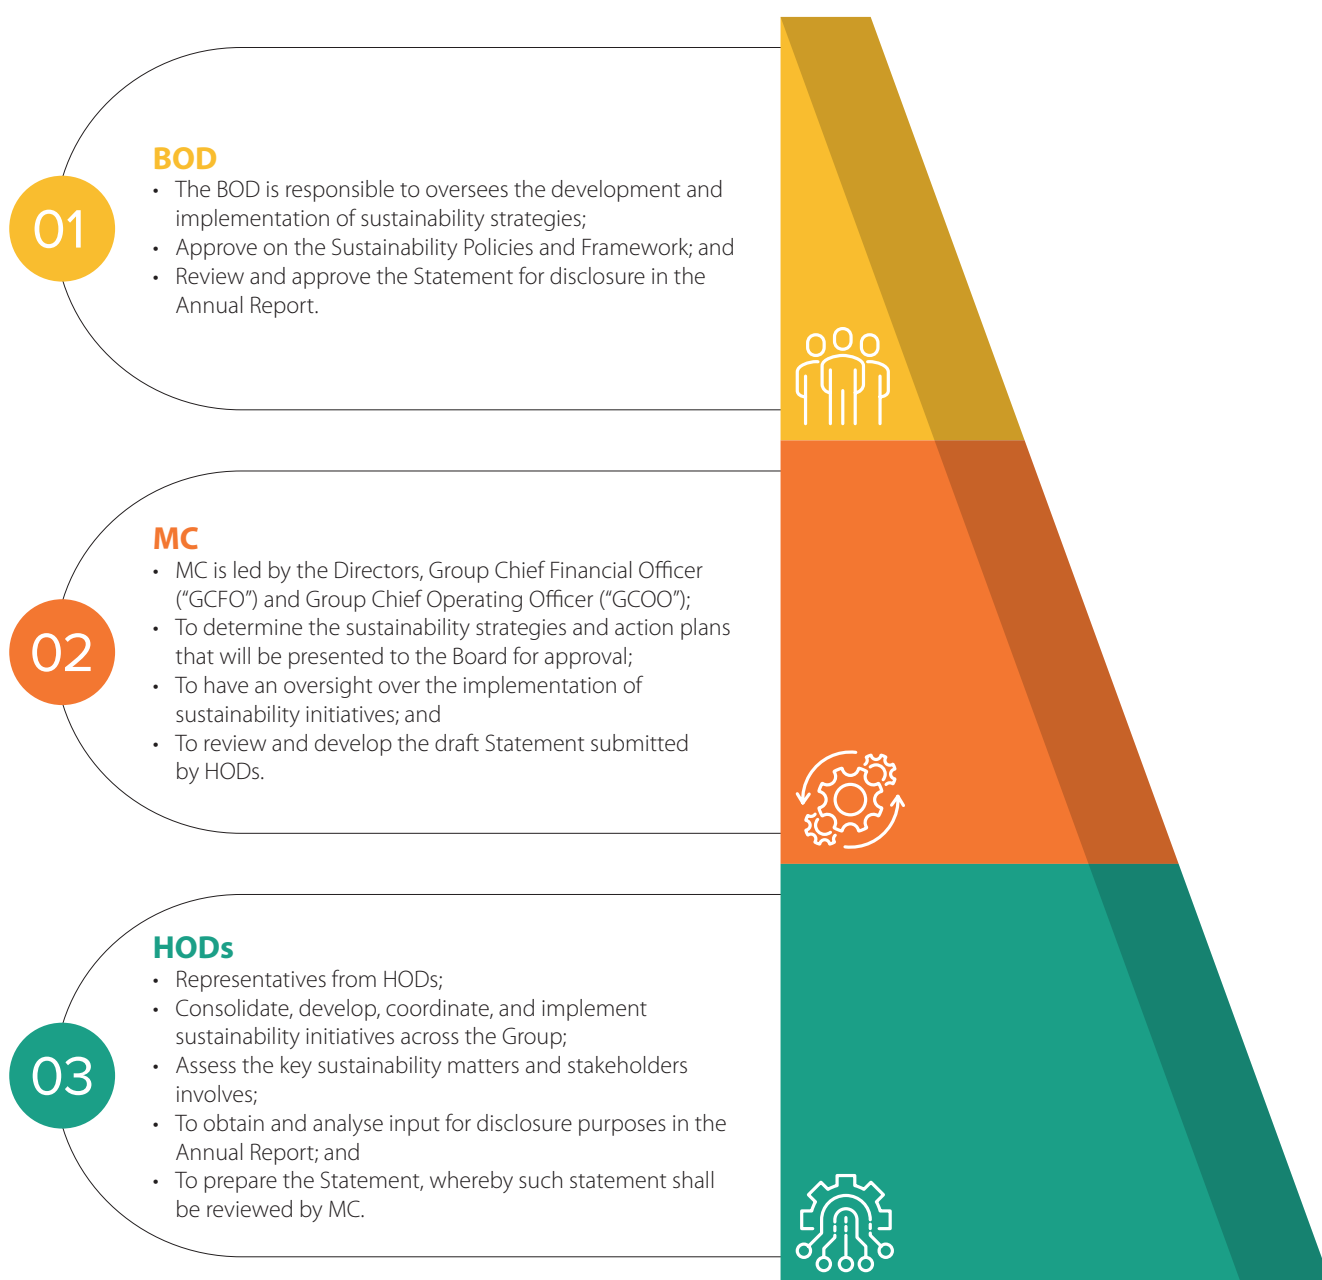 01
BOD
• The BOD is responsible to oversees the development and
implementation of sustainability strategies;
• Approve on the Sustainability Policies and Framework; and
• Review and approve the Statement for disclosure in the
Annual Report.
02
MC
• MC is led by the Directors, Group Chief Financial Officer
(“GCFO”) and Group Chief Operating Officer (“GCOO”);
• To determine the sustainability strategies and action plans
that will be presented to the Board for approval;
• To have an oversight over the implementation of
sustainability initiatives; and
• To review and develop the draft Statement submitted
by HODs.
03
HODs
• Representatives from HODs;
• Consolidate, develop, coordinate, and implement
sustainability initiatives across the Group;
• Assess the key sustainability matters and stakeholders
involves;
• To obtain and analyse input for disclosure purposes in the
Annual Report; and
• To prepare the Statement, whereby such statement shall
be reviewed by MC.